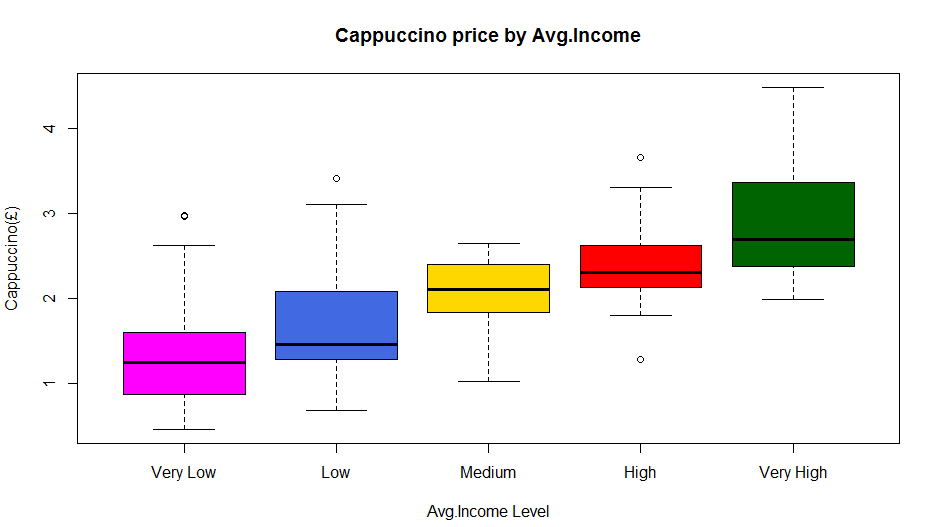 Cappuccino price by Avg.Income
Cappuccino(£)
4
3
2
1
Very Low
Low
Medium
High
Very High
Avg.Income Level